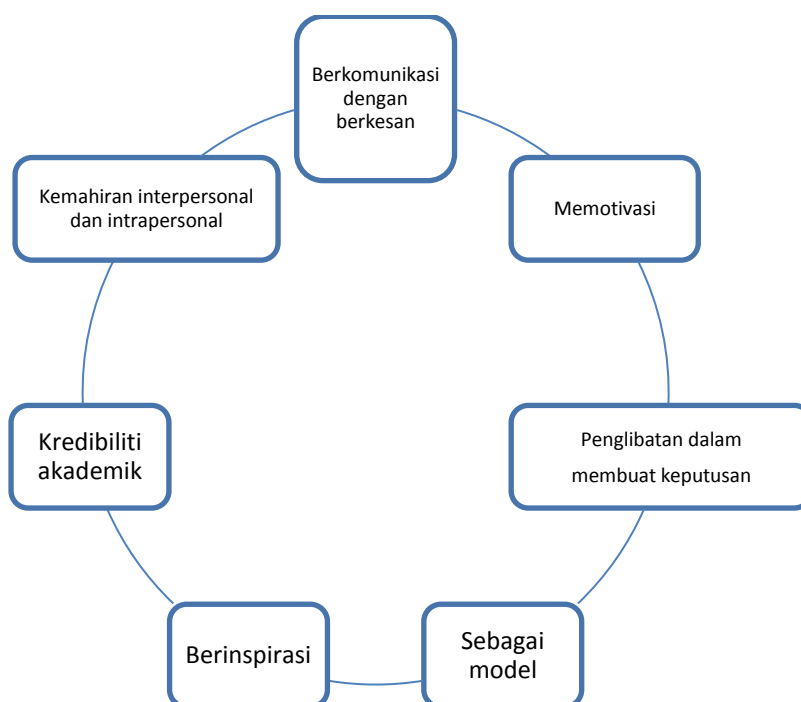 Berkomunikasi
dengan
berkesan
Memotivasi
Penglibatan dalam
membuat keputusan
Sebagai
model
Berinspirasi
Kredibiliti
akademik
Kemahiran interpersonal
dan intrapersonal